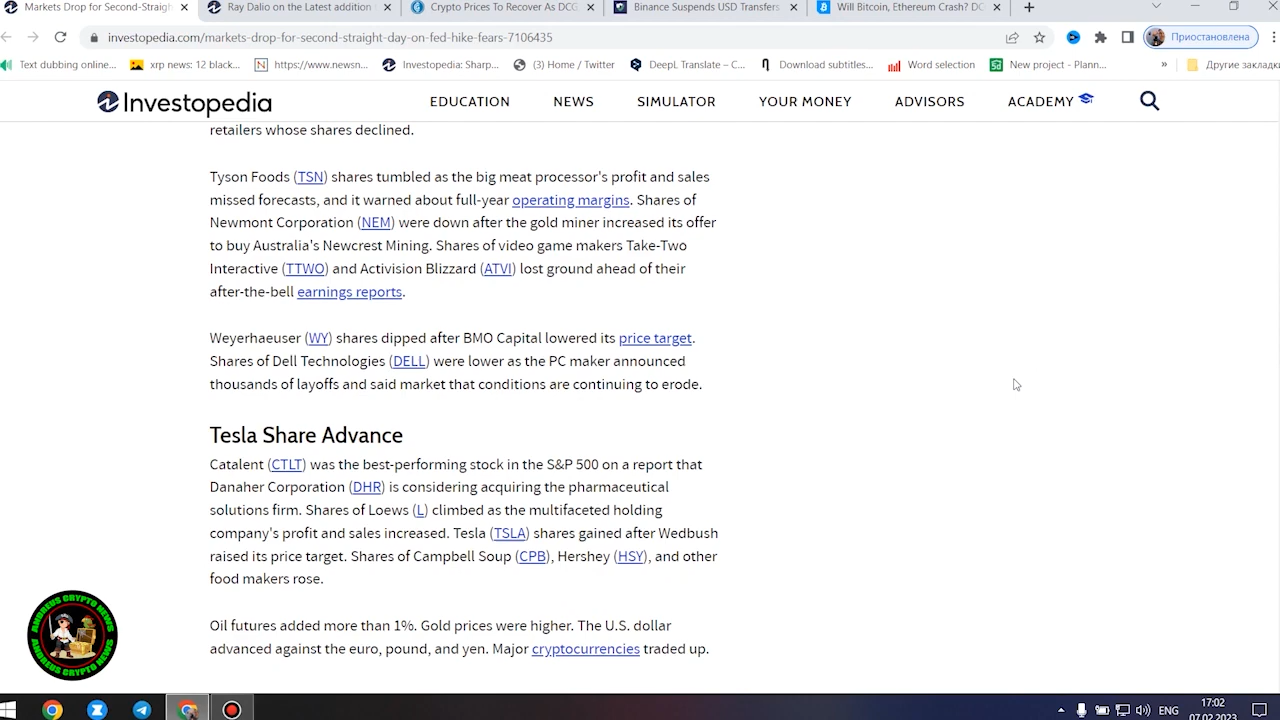 Markets Drop for Second-Straigh
Ray Dalio on the Latest addition
Crypto Prices To Recover As DCG
Binance Suspends USD Transfers
Will Bitcoin, Ethereum Crash? DC
investopedia.com/markets-drop-for-second-straight-day-on-fed-hike-fears-7106435
Приостановлена
Text dubbing online...
xrp news: 12 black...
https://www.newsn...
Investopedia: Sharp...
(3) Home / Twitter
DeepL Translate – C...
Download subtitles...
Word selection
New project - Plann...
»
Другие закладки
Investopedia
EDUCATION
NEWS
SIMULATOR
YOUR MONEY
ADVISORS
ACADEMY
retailers whose shares declined.
Tyson Foods (TSN) shares tumbled as the big meat processor's profit and sales
missed forecasts, and it warned about full-year operating margins. Shares of
Newmont Corporation (NEM) were down after the gold miner increased its offer
to buy Australia's Newcrest Mining. Shares of video game makers Take-Two
Interactive (TTWO) and Activision Blizzard (ATVI) lost ground ahead of their
after-the-bell earnings reports.
Weyerhaeuser (WY) shares dipped after BMO Capital lowered its price target.
Shares of Dell Technologies (DELL) were lower as the PC maker announced
thousands of layoffs and said market that conditions are continuing to erode.
Tesla Share Advance
Catalent (CTLT) was the best-performing stock in the S&P 500 on a report that
Danaher Corporation (DHR) is considering acquiring the pharmaceutical
solutions firm. Shares of Loews (L) climbed as the multifaceted holding
company's profit and sales increased. Tesla (TSLA) shares gained after Wedbush
raised its price target. Shares of Campbell Soup (CPB), Hershey (HSY), and other
food makers rose.
Oil futures added more than 1%. Gold prices were higher. The U.S. dollar
advanced against the euro, pound, and yen. Major cryptocurrencies traded up.
ANDREUS CRYPTO NEWS
ANDREUS CRYPTO NEWS
ENG
17:02
07.02.2023